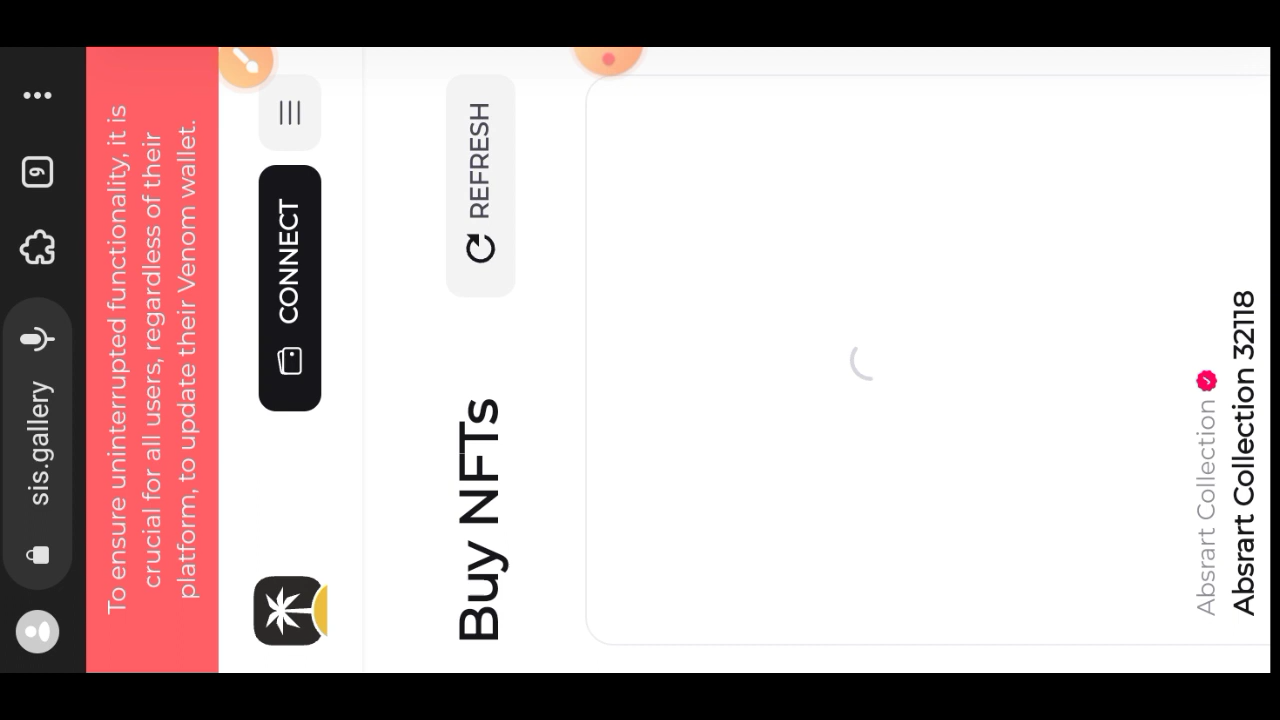 sis.gallery
9
To ensure uninterrupted functionality, it is
crucial for all users, regardless of their
platform, to update their Venom wallet.
CONNECT
Buy NFTs
REFRESH
Absrart Collection
Absrart Collection 32118